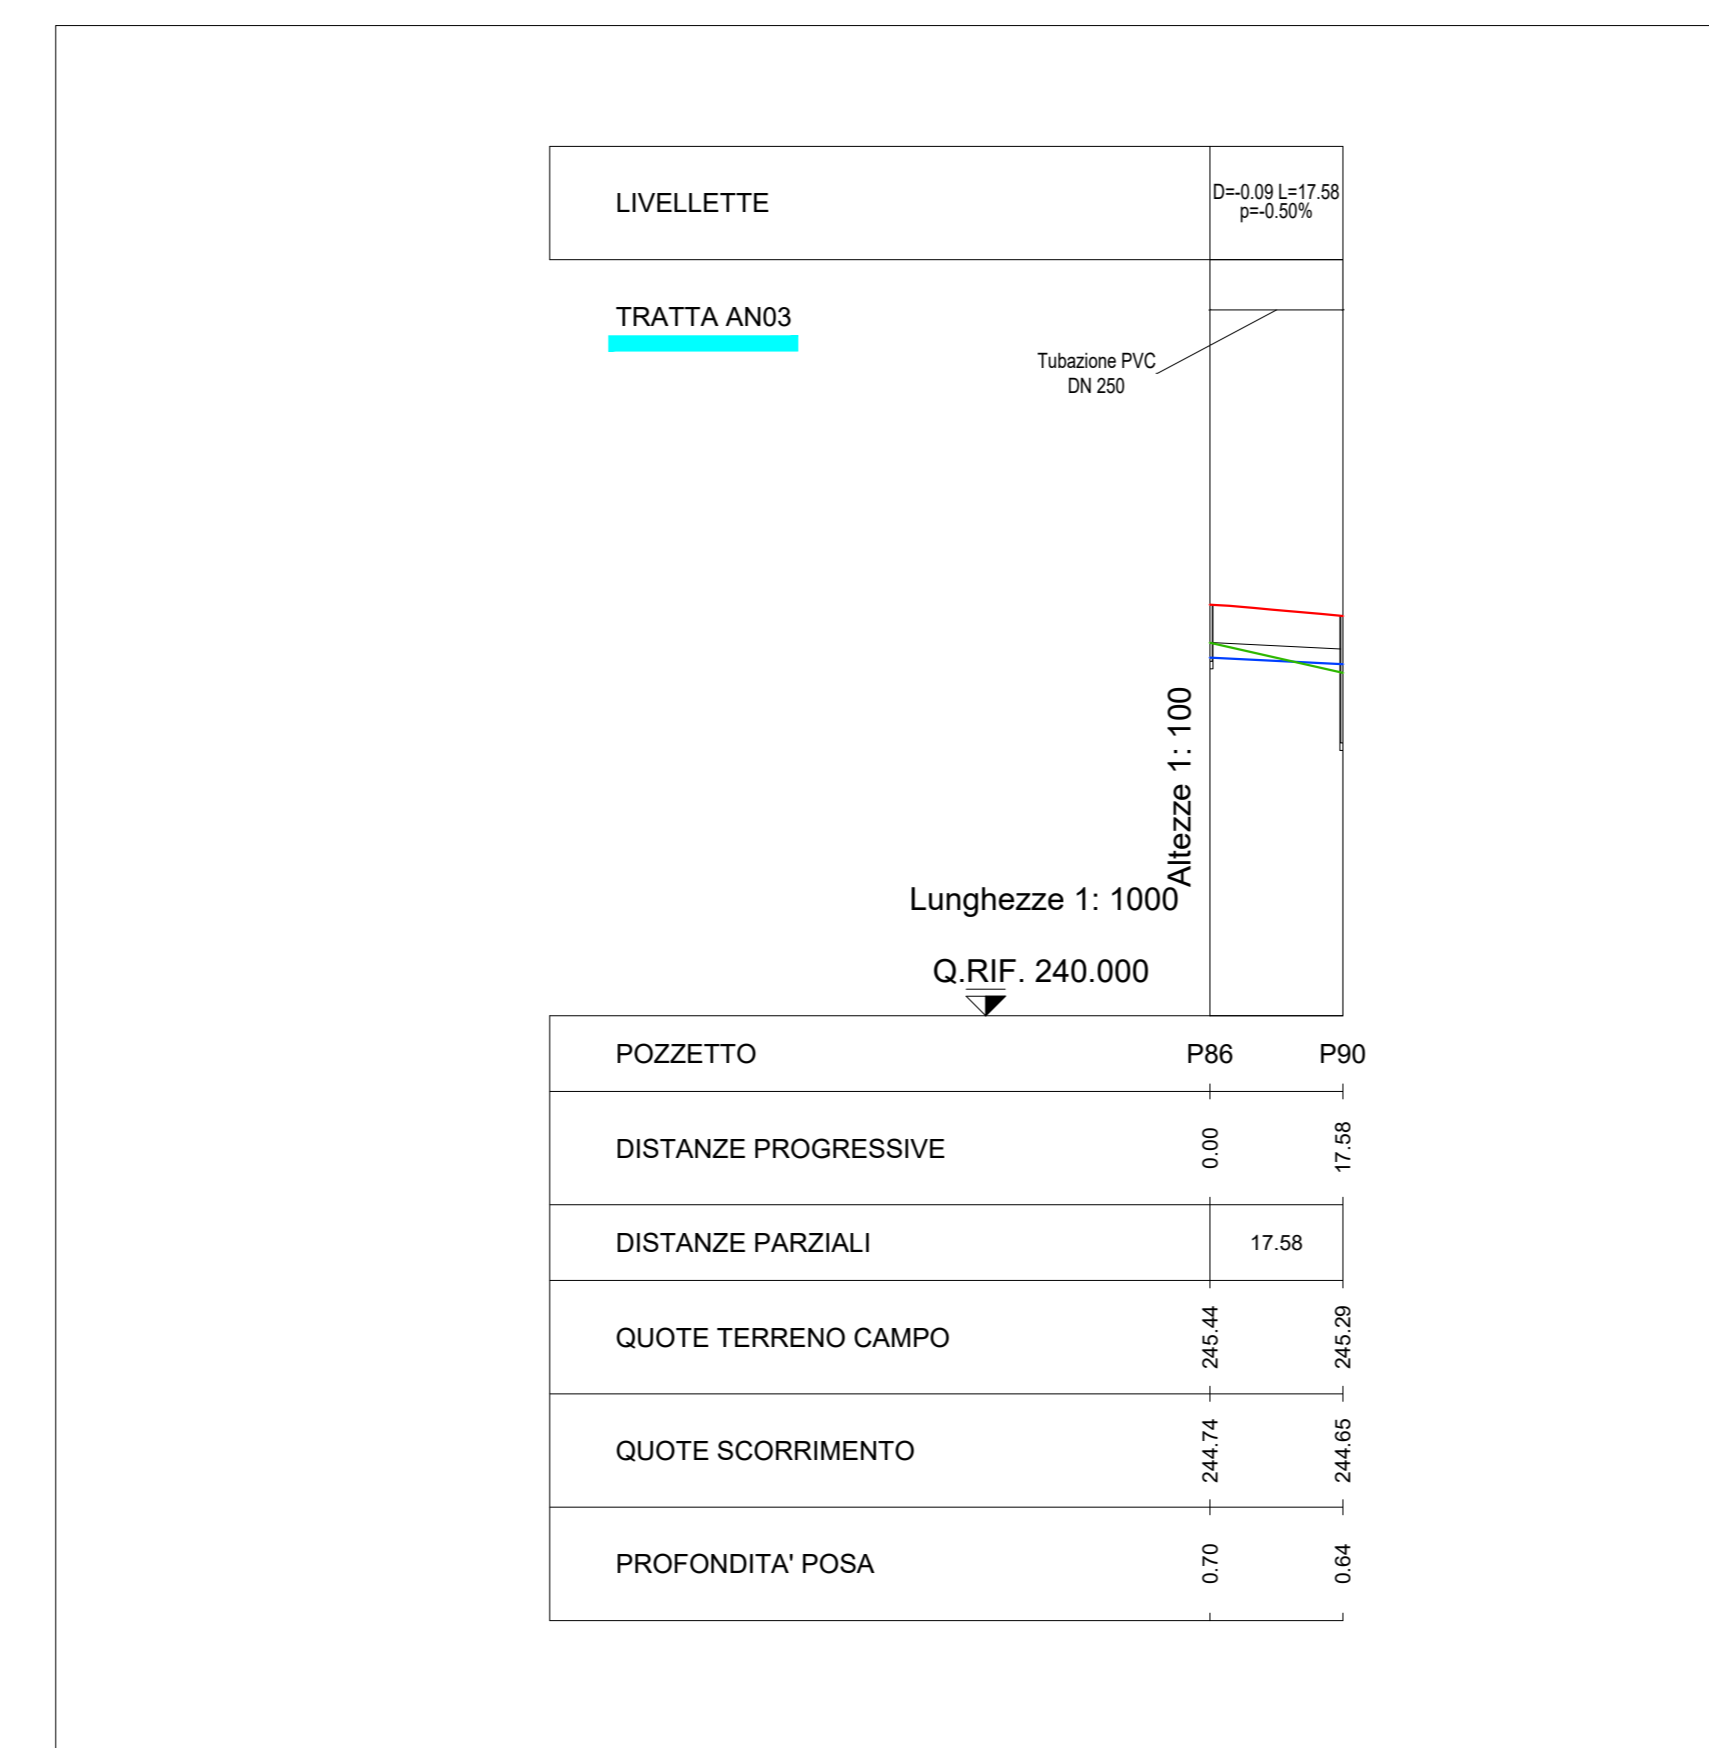 LIVELLETTE
D=-0.09 L=17.58
p=-0.50%
TRATTA AN03
Tubazione PVC
DN 250
Altezze 1: 100
Lunghezze 1: 1000
Q.RIF. 240.000
POZZETTO P86 P90
DISTANZE PROGRESSIVE 0.00 17.58
DISTANZE PARZIALI 17.58
QUOTE TERRENO CAMPO 245.44 245.29
QUOTE SCORRIMENTO 244.74 244.65
PROFONDITA' POSA 0.70 0.64